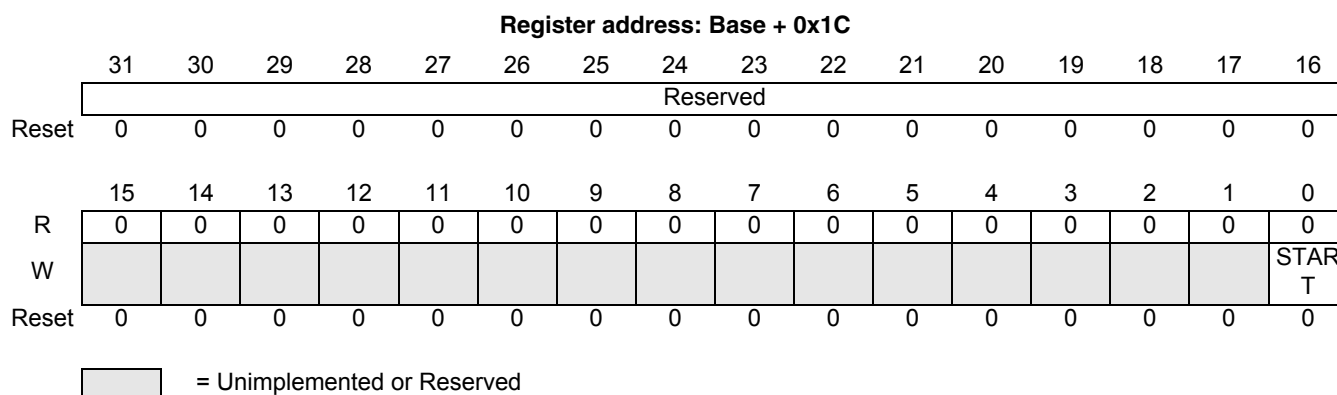 Register address: Base + 0x1C
31 30 29 28 27 26 25 24 23 22 21 20 19 18 17 16
Reserved
Reset 0 0 0 0 0 0 0 0 0 0 0 0 0 0 0 0
15 14 13 12 11 10 9 8 7 6 5 4 3 2 1 0
R 0 0 0 0 0 0 0 0 0 0 0 0 0 0 0 0
W STAR
T
Reset 0 0 0 0 0 0 0 0 0 0 0 0 0 0 0 0
= Unimplemented or Reserved